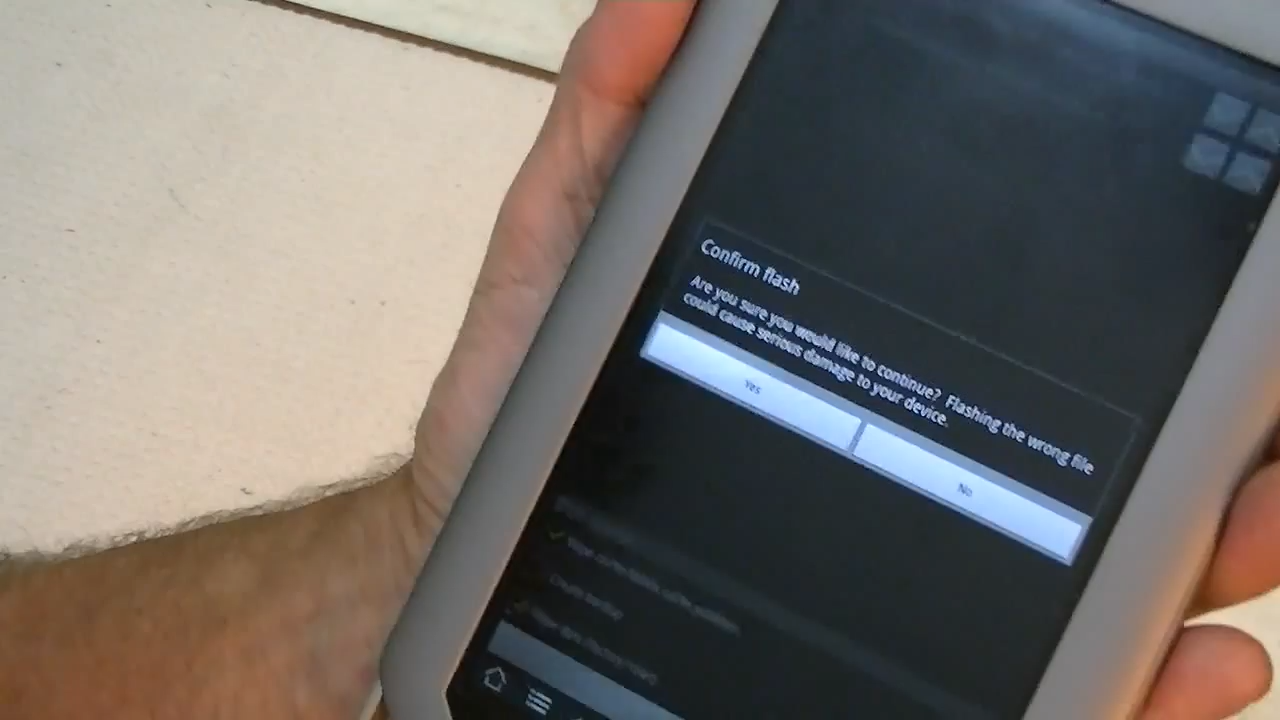 Confirm flash
Are you sure you would like to continue? Flashing the wrong file
could cause serious damage to your device.
Yes
No